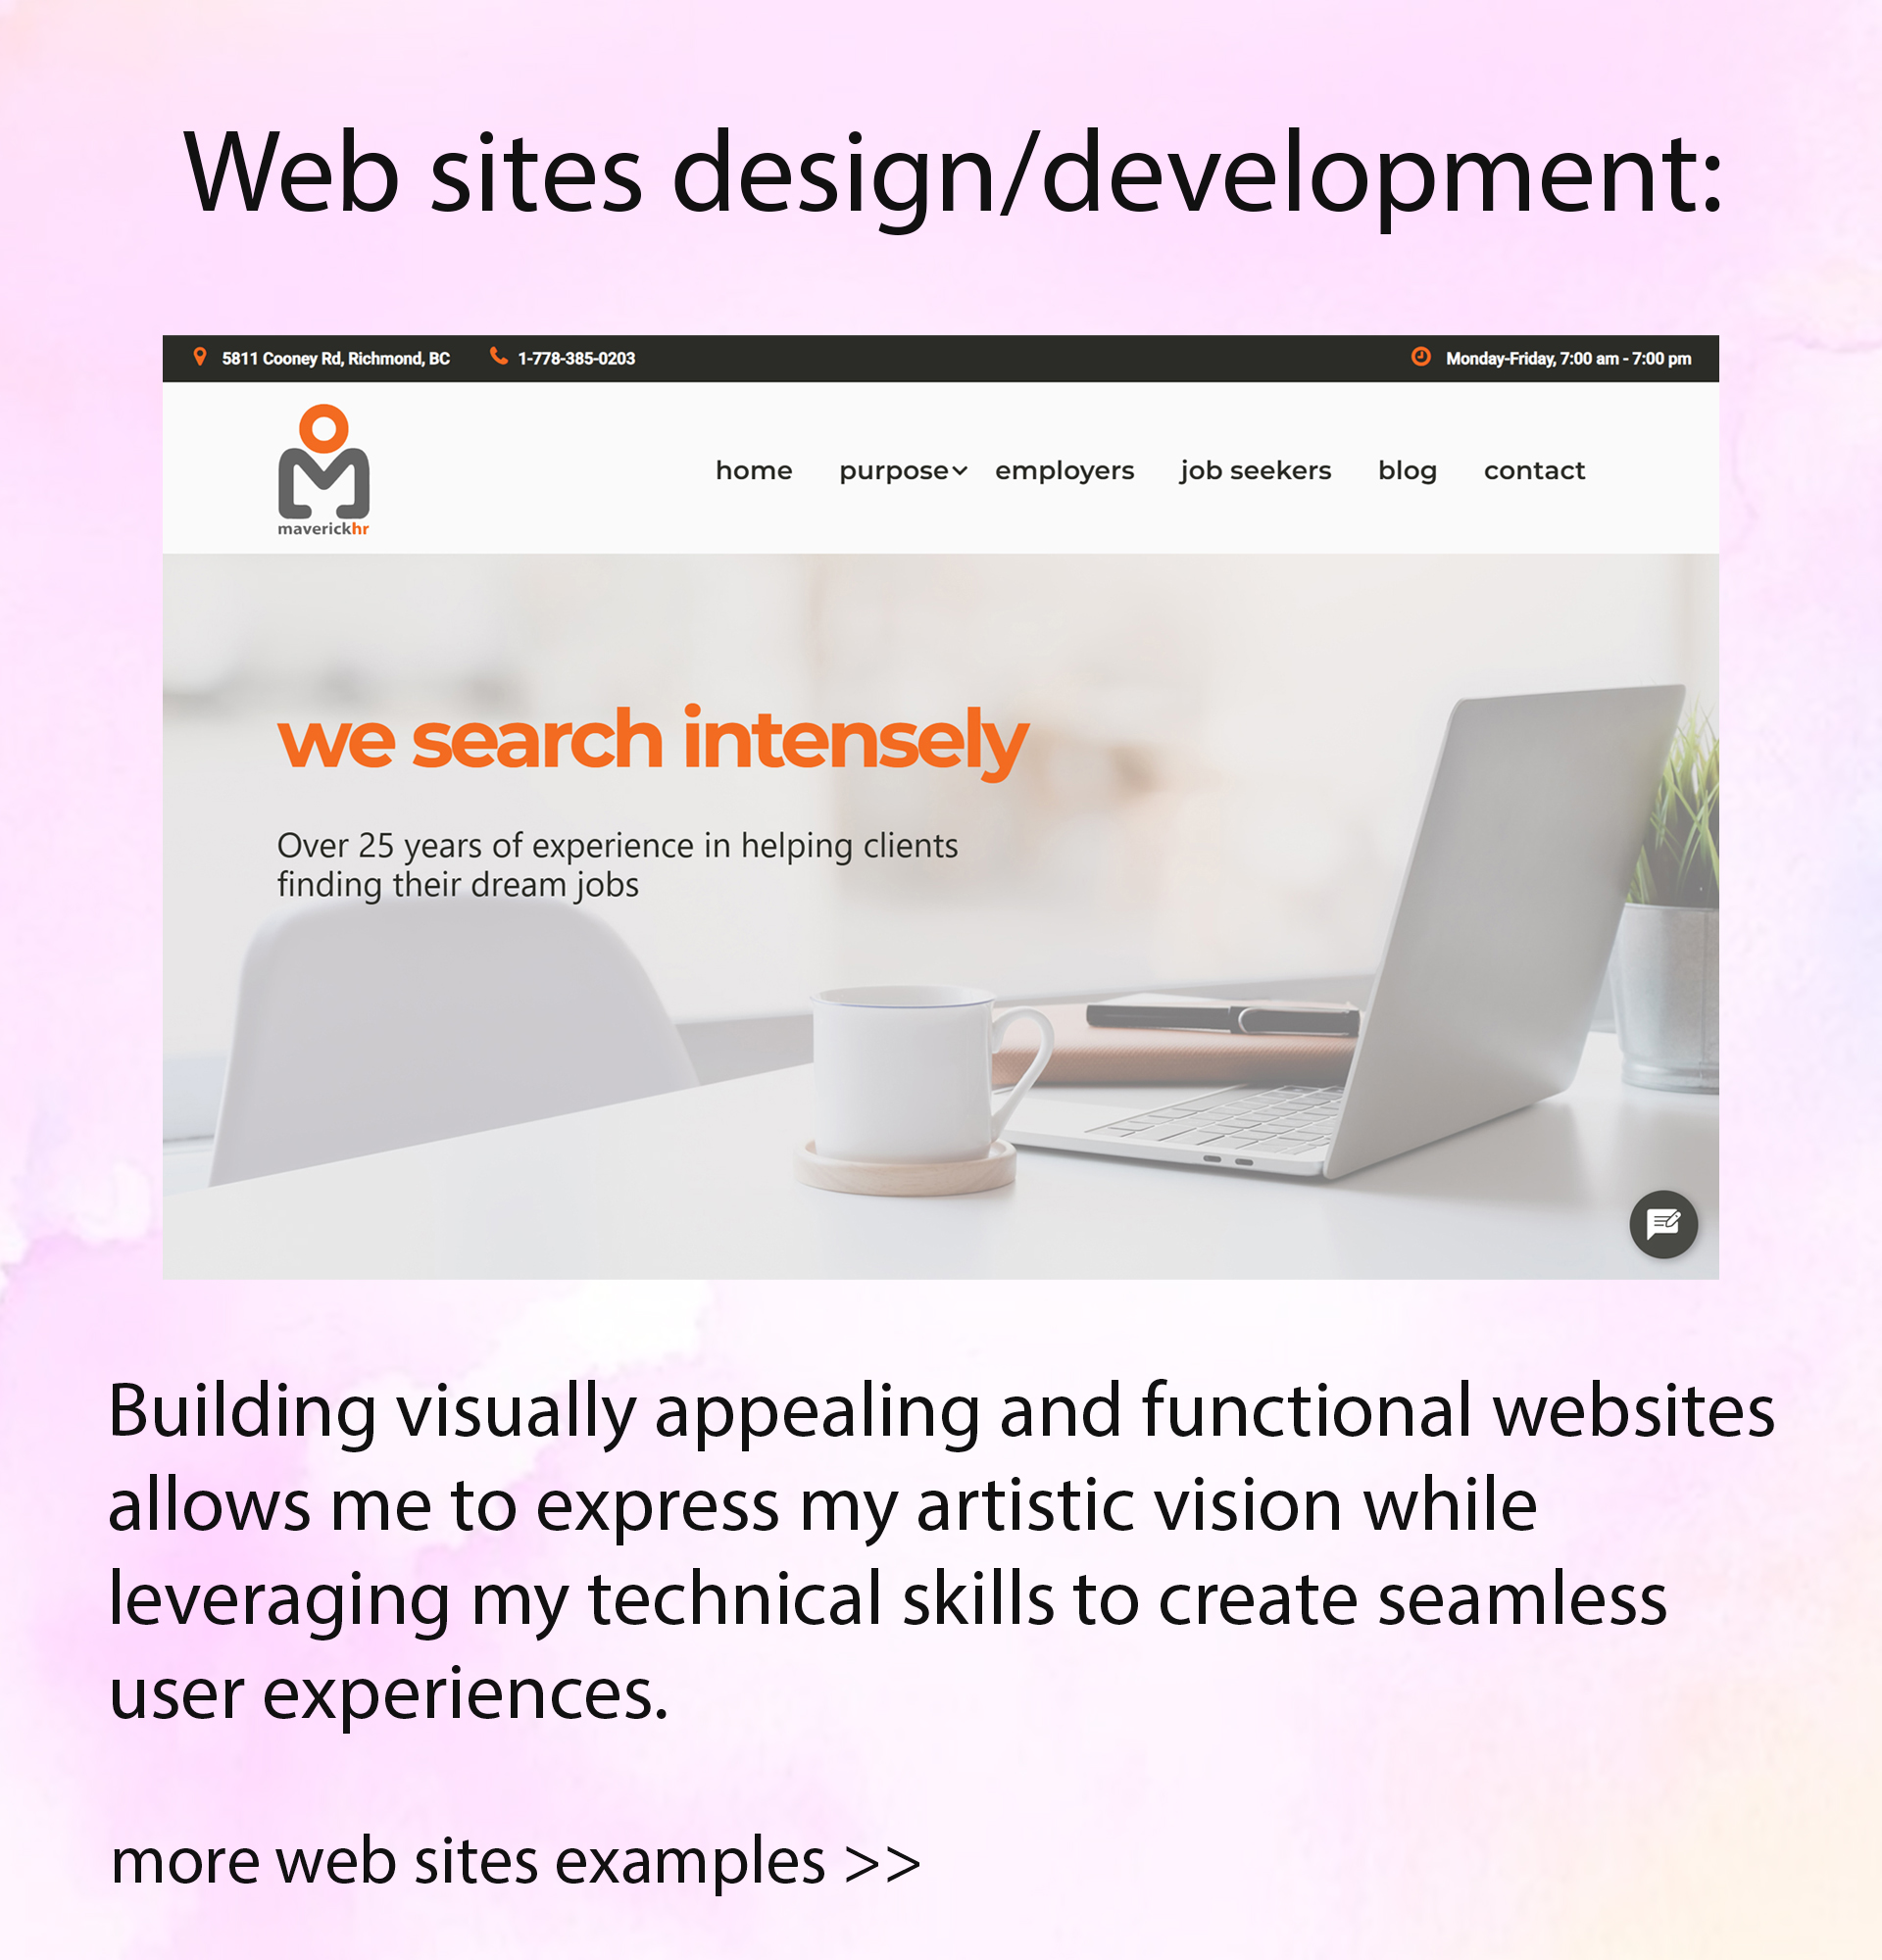 Web sites design/development:
5811 Cooney Rd, Richmond, BC 1-778-385-0203 Monday-Friday, 7:00 am - 7:00 pm
home purpose employers job seekers blog contact
maverickhr
we search intensely
Over 25 years of experience in helping clients
finding their dream jobs
Building visually appealing and functional websites
allows me to express my artistic vision while
leveraging my technical skills to create seamless
user experiences.
more web sites examples >>